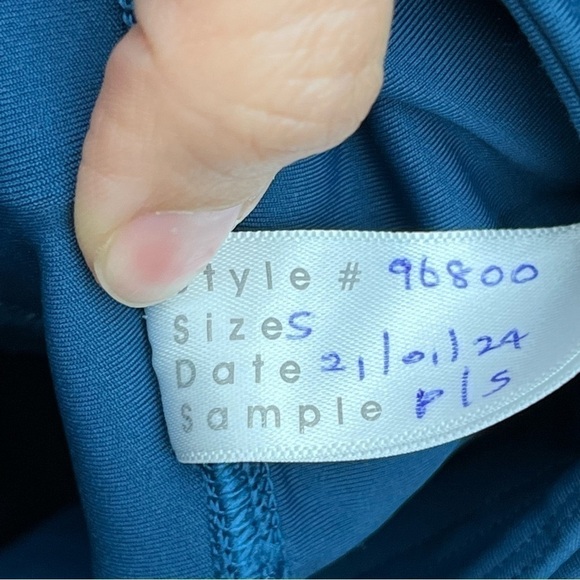 Style # 96800
Size S
Date 21/01/24
Sample P/S